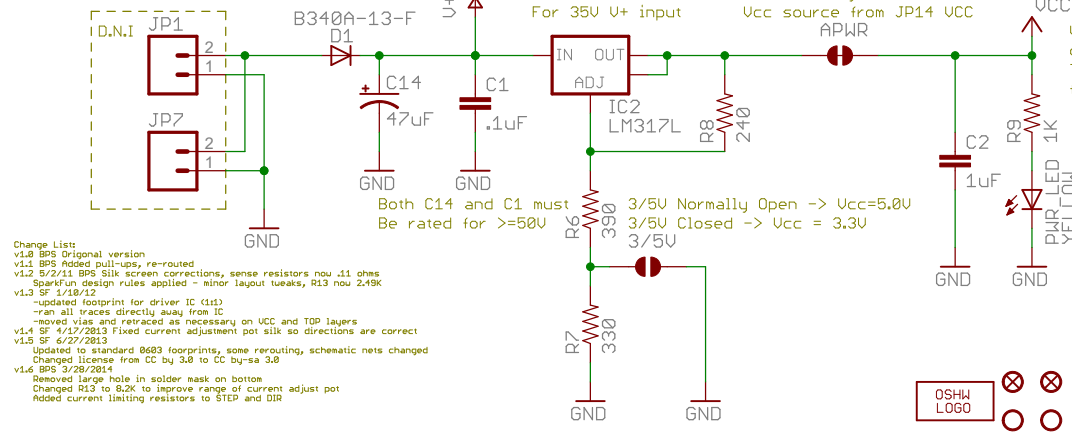 For 35V V+ input
Vcc source from JP14 VCC
VCC
V+
B340A-13-F
D1
APWR
D.N.I
JP1
2
1
IN OUT
ADJ
C14
47uF
C1
.1uF
IC2
LM317L
R8
240
R9
1K
JP7
2
1
C2
1uF
GND
GND
PWR_LED
YELLOW
Both C14 and C1 must
Be rated for >=50V
R6
390
3/5V Normally Open -> Vcc=5.0V
3/5V Closed -> Vcc = 3.3V
3/5V
GND
GND
GND
R7
330
GND
GND
Change List:
v1.0 BPS Origonal version
v1.1 BPS Added pull-ups, re-routed
v1.2 5/2/11 BPS Silk screen corrections, sense resistors now .11 ohms
SparkFun design rules applied - minor layout tweaks, R13 now 2.49K
v1.3 SF 1/10/12
-updated footprint for driver IC (1:1)
-ran all traces directly away from IC
-moved vias and retraced as necessary on VCC and TOP layers
v1.4 SF 4/17/2013 Fixed current adjustment pot silk so directions are correct
v1.5 SF 6/27/2013
Updated to standard 0603 foorprints, some rerouting, schematic nets changed
Changed license from CC by 3.0 to CC by-sa 3.0
v1.6 BPS 3/28/2014
Removed large hole in solder mask on bottom
Changed R13 to 8.2K to improve range of current adjust pot
Added current limiting resistors to STEP and DIR
OSHW
LOGO